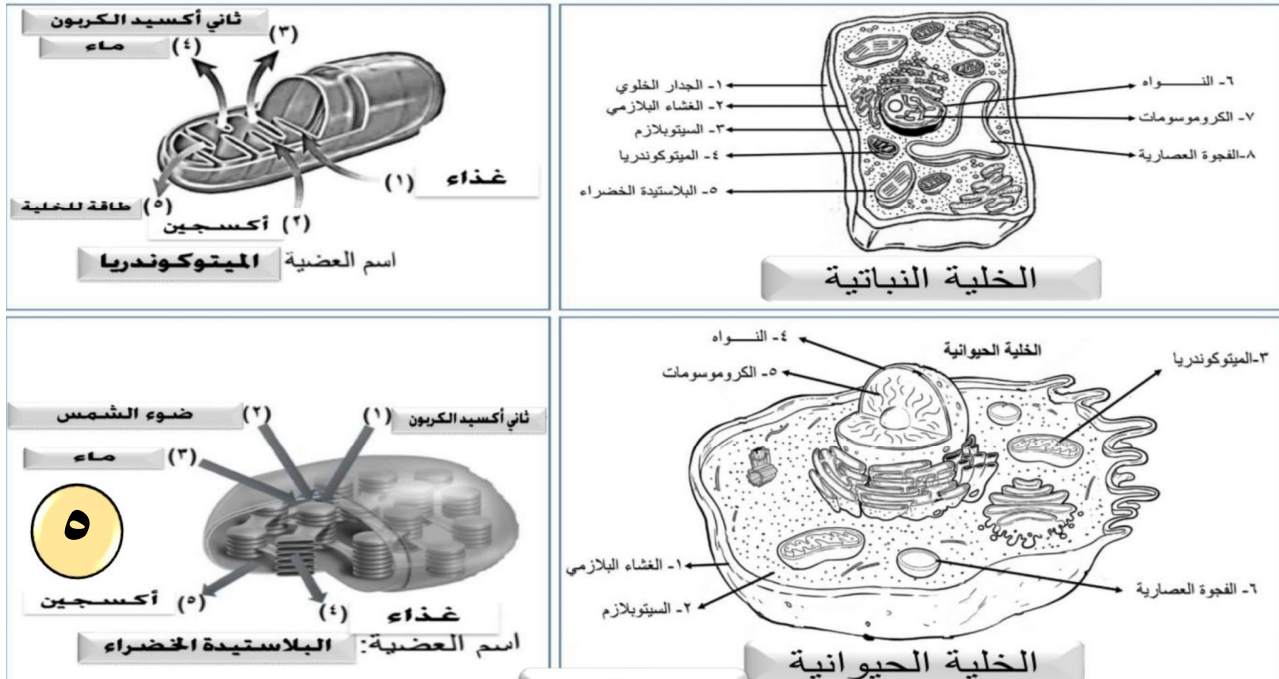 ٦- النـــــواه
٧- الكروموسومات
٨-الفجوة العصارية
١- الجدار الخلوي
٢- الغشاء البلازمي
٣- السيتوبلازم
٤- الميتوكوندريا
٥- البلاستيدة الخضراء
الخلية النباتية
ثاني أكسيد الكربون
(٣)
ماء (٤)
غذاء (١)
أكسجين (٢)
طاقة للخلية (٥)
اسم العضية الميتوكوندريا
الخلية الحيوانية
٣-الميتوكوندريا
٤- النـــــواه
٥- الكروموسومات
١- الغشاء البلازمي
٢- السيتوبلازم
٦- الفجوة العصارية
الخلية الحيوانية
ثاني أكسيد الكربون (١)
ضوء الشمس (٢)
ماء (٣)
غذاء (٤)
أكسجين (٥)
اسم العضية: البلاستيدة الخضراء
٥